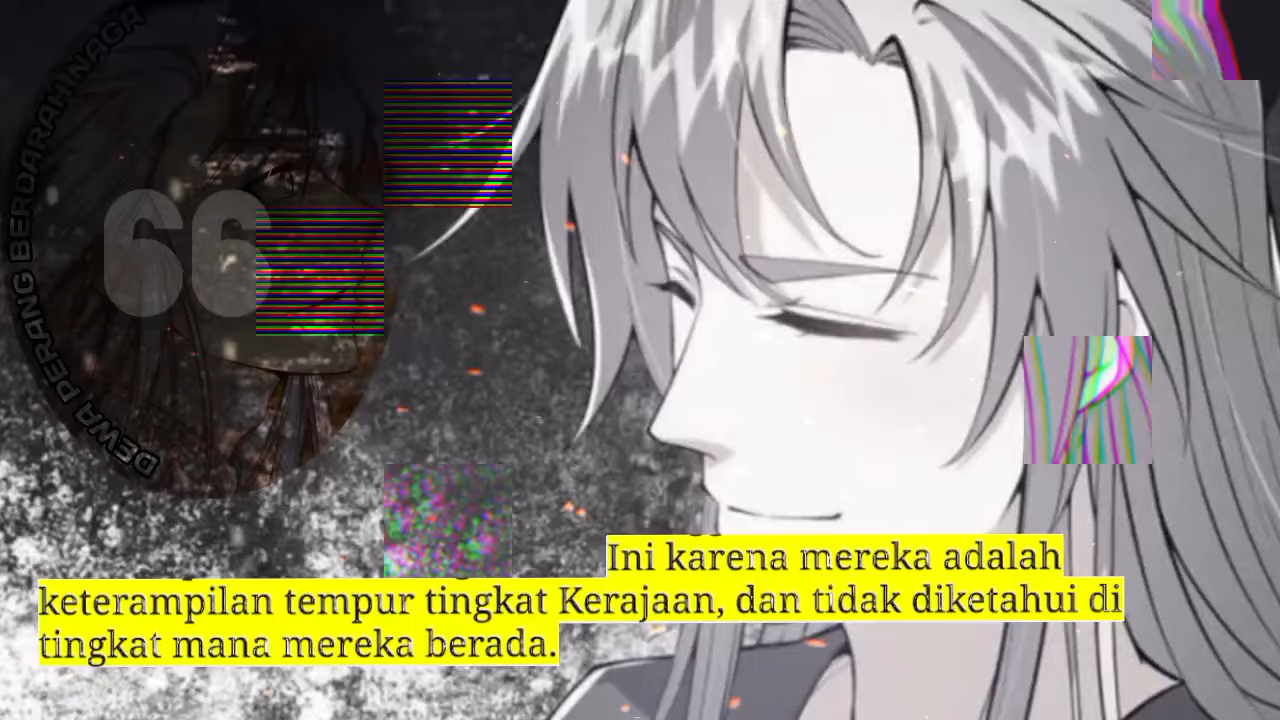 DEWA PERANG BERDARAH NAGA
66
Ini karena mereka adalah
keterampilan tempur tingkat Kerajaan, dan tidak diketahui di
tingkat mana mereka berada.